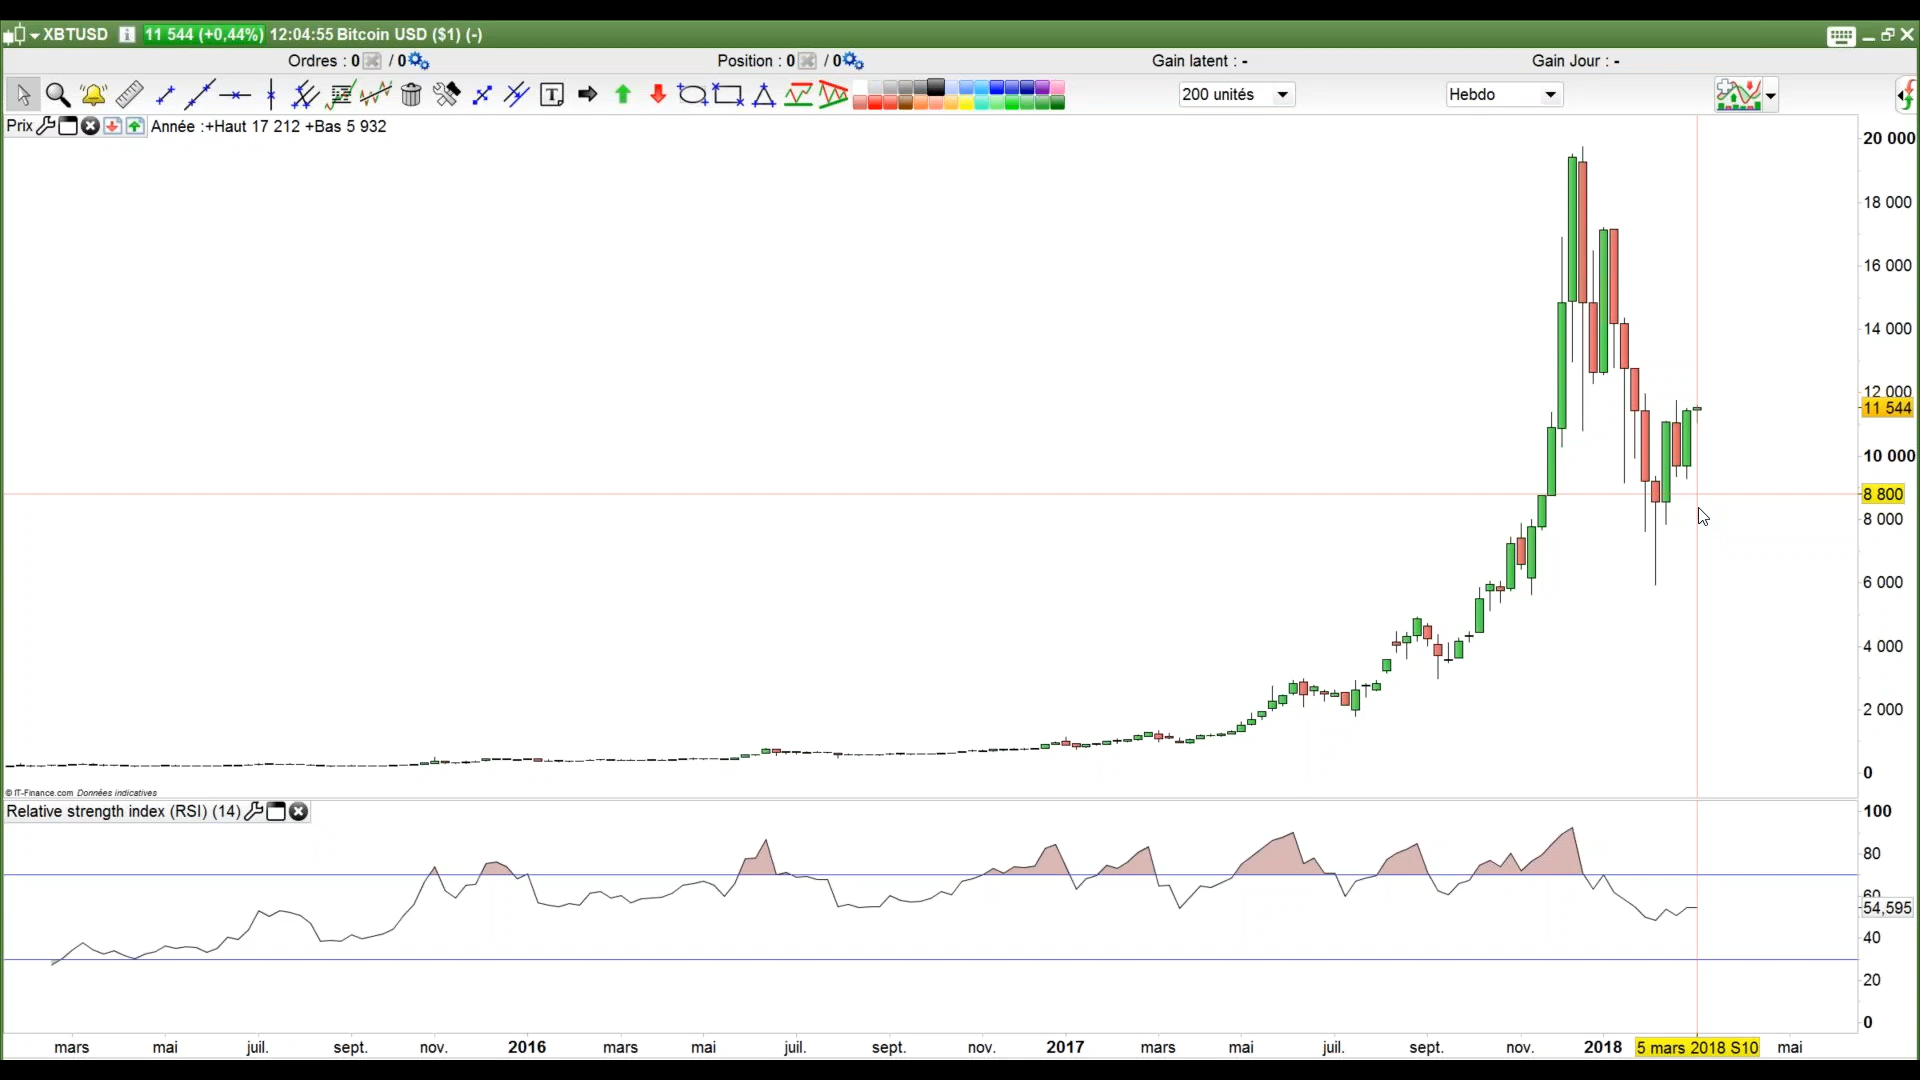 XBTUSD 11 544 (+0,44%) 12:04:55 Bitcoin USD ($1) (-)
Ordres : 0 / 0 Position : 0 / 0 Gain latent : - Gain Jour : -
200 unités Hebdo
Prix Année :+Haut 17 212 +Bas 5 932
20 000
18 000
16 000
14 000
12 000
11 544
10 000
8 800
8 000
6 000
4 000
2 000
0
© IT-Finance.com Données indicatives
Relative strength index (RSI) (14)
100
80
60
54,595
40
20
0
mars mai juil. sept. nov. 2016 mars mai juil. sept. nov. 2017 mars mai juil. sept. nov. 2018 5 mars 2018 S10 mai